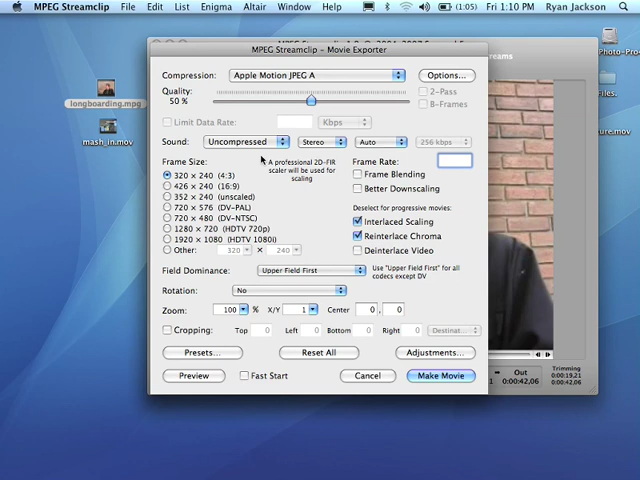 MPEG Streamclip File Edit List Enigma Altair Window Help (1:05) Fri 1:10 PM Ryan Jackson
MPEG Streamclip – Movie Exporter
Compression: Apple Motion JPEG A Options...
Quality: 2-Pass
50 % B-Frames
Limit Data Rate: Kbps
Sound: Uncompressed Stereo Auto 256 kbps
Frame Size: A professional 2D-FIR scaler will be used for scaling Frame Rate:
320 × 240 (4:3) Frame Blending
426 × 240 (16:9) Better Downscaling
352 × 240 (unscaled)
720 × 576 (DV-PAL) Deselect for progressive movies:
720 × 480 (DV-NTSC) Interlaced Scaling
1280 × 720 (HDTV 720p) Reinterlace Chroma
1920 × 1080 (HDTV 1080i)
Other: 320 × 240 Deinterlace Video
Field Dominance: Upper Field First Use "Upper Field First" for all codecs except DV
Rotation: No
Zoom: 100 % X/Y 1 Center 0 , 0
Cropping: Top 0 Left 0 Bottom 0 Right 0 Destinat...
Presets... Reset All Adjustments...
Preview Fast Start Cancel Make Movie
longboarding.mpg
mash_in.mov
Photo-Pro
Files.
ture.mov
reams
Out Trimming
0:00:19,21
0:00:42,06 0:00:42,06